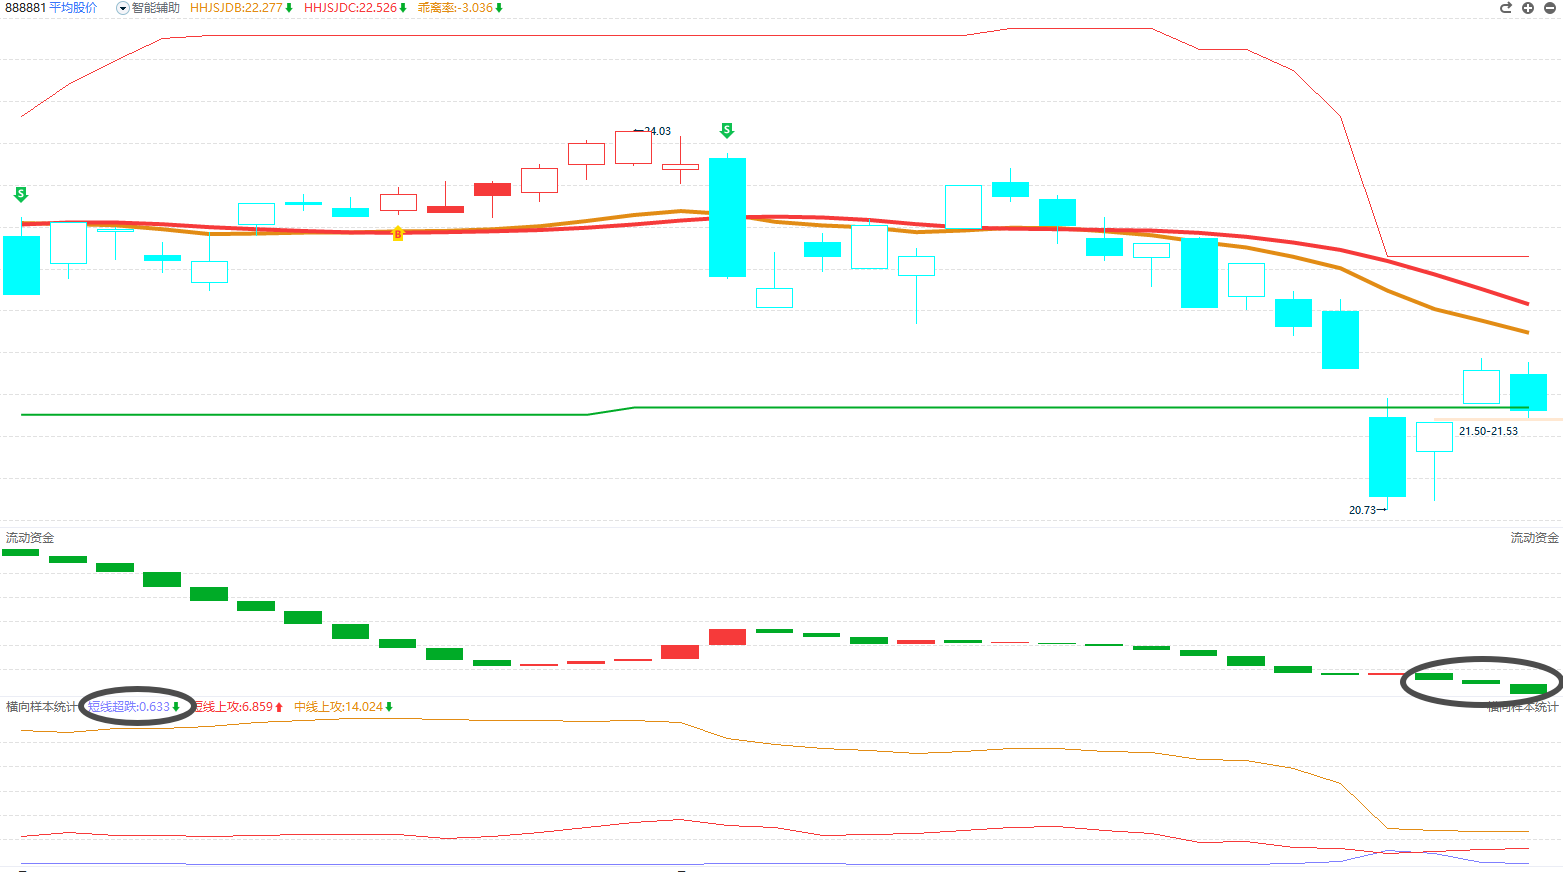 888881 平均股价 智能辅助 HHJSJDB:22.277 HHJSJDC:22.526 乖离率:-3.036
24.03
S
S
B
21.50-21.53
20.73
流动资金 流动资金
横向样本统计 短线超跌:0.633 短线上攻:6.859 中线上攻:14.024 横向样本统计